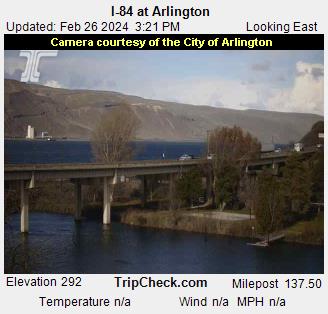 I-84 at Arlington
Updated: Feb 26 2024 3:21 PM Looking East
Camera courtesy of the City of Arlington
Elevation 292 TripCheck.com Milepost 137.50
Temperature n/a Wind n/a MPH n/a